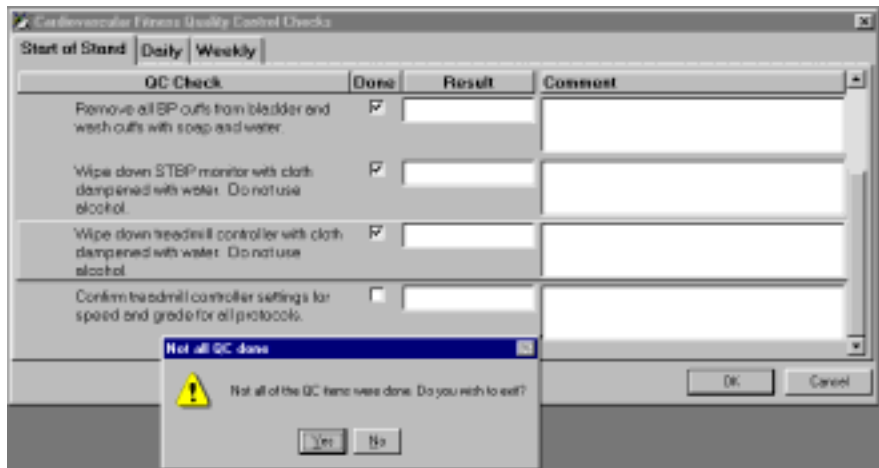 Cardiovascular Fitness Quality Control Checks
Start of Stand Daily Weekly
QC Check Done Result Comment
Remove all BP cuffs from bladder and
wash cuffs with soap and water.
Wipe down STBP monitor with cloth
dampened with water. Do not use
alcohol.
Wipe down treadmill controller with cloth
dampened with water. Do not use
alcohol.
Confirm treadmill controller settings for
speed and grade for all protocols.
Not all QC done
Not all of the QC items were done. Do you wish to exit?
Yes No
OK Cancel